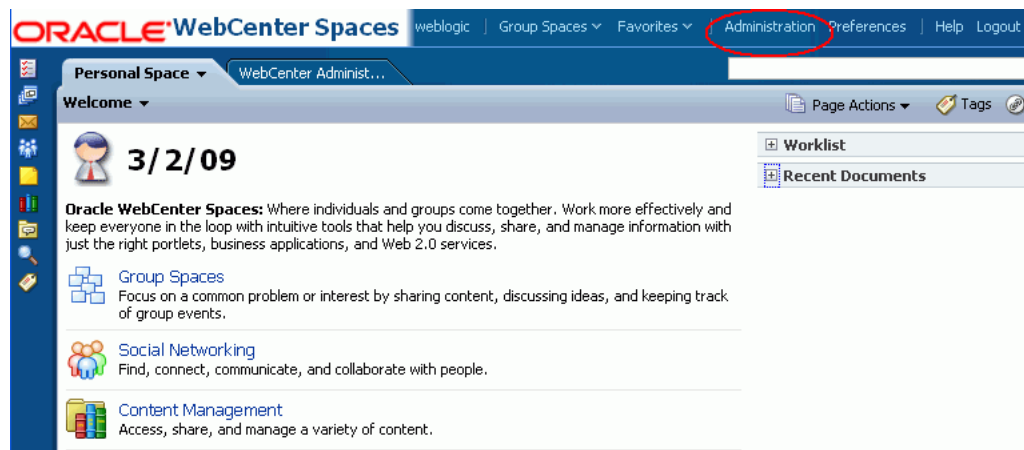 ORACLE WebCenter Spaces weblogic Group Spaces Favorites Administration Preferences Help Logout
Personal Space WebCenter Administ...
Welcome Page Actions Tags
3/2/09
Worklist
Recent Documents
Oracle WebCenter Spaces: Where individuals and groups come together. Work more effectively and
keep everyone in the loop with intuitive tools that help you discuss, share, and manage information with
just the right portlets, business applications, and Web 2.0 services.
Group Spaces
Focus on a common problem or interest by sharing content, discussing ideas, and keeping track
of group events.
Social Networking
Find, connect, communicate, and collaborate with people.
Content Management
Access, share, and manage a variety of content.